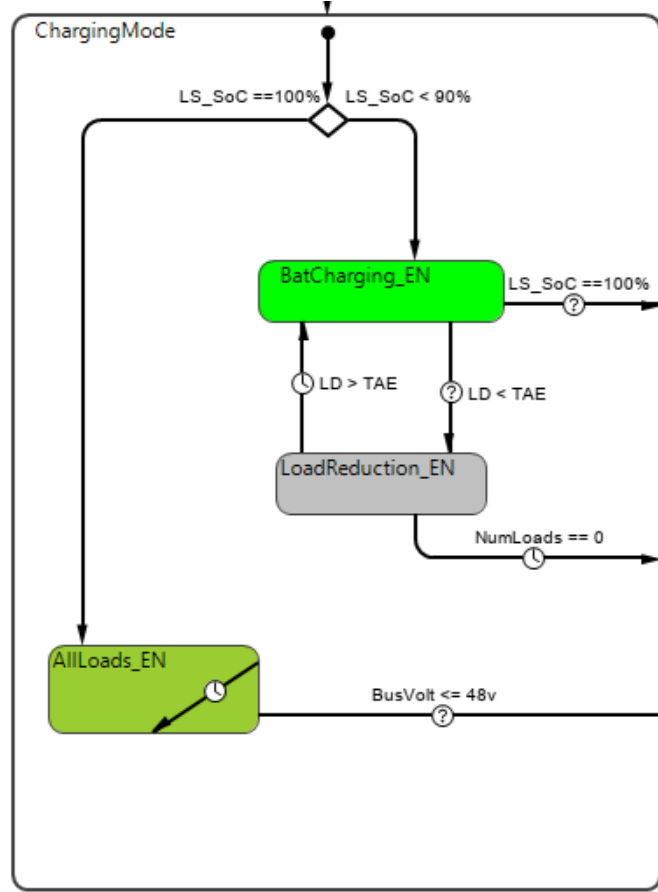 ChargingMode
LS_SoC ==100%
LS_SoC < 90%
BatCharging_EN
LS_SoC ==100%
?
LD > TAE
?
LD < TAE
LoadReduction_EN
NumLoads == 0
AllLoads_EN
BusVolt <= 48v
?